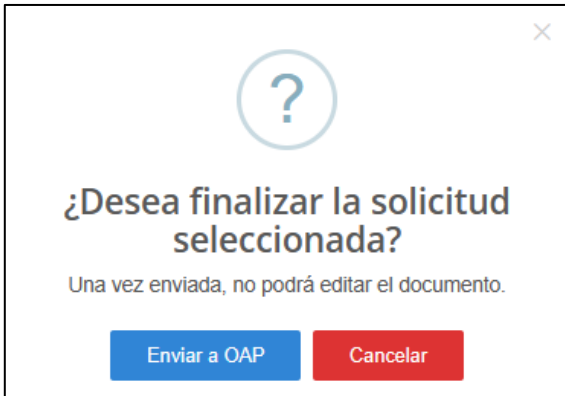 ?
¿Desea finalizar la solicitud
seleccionada?
Una vez enviada, no podrá editar el documento.
Enviar a OAP
Cancelar